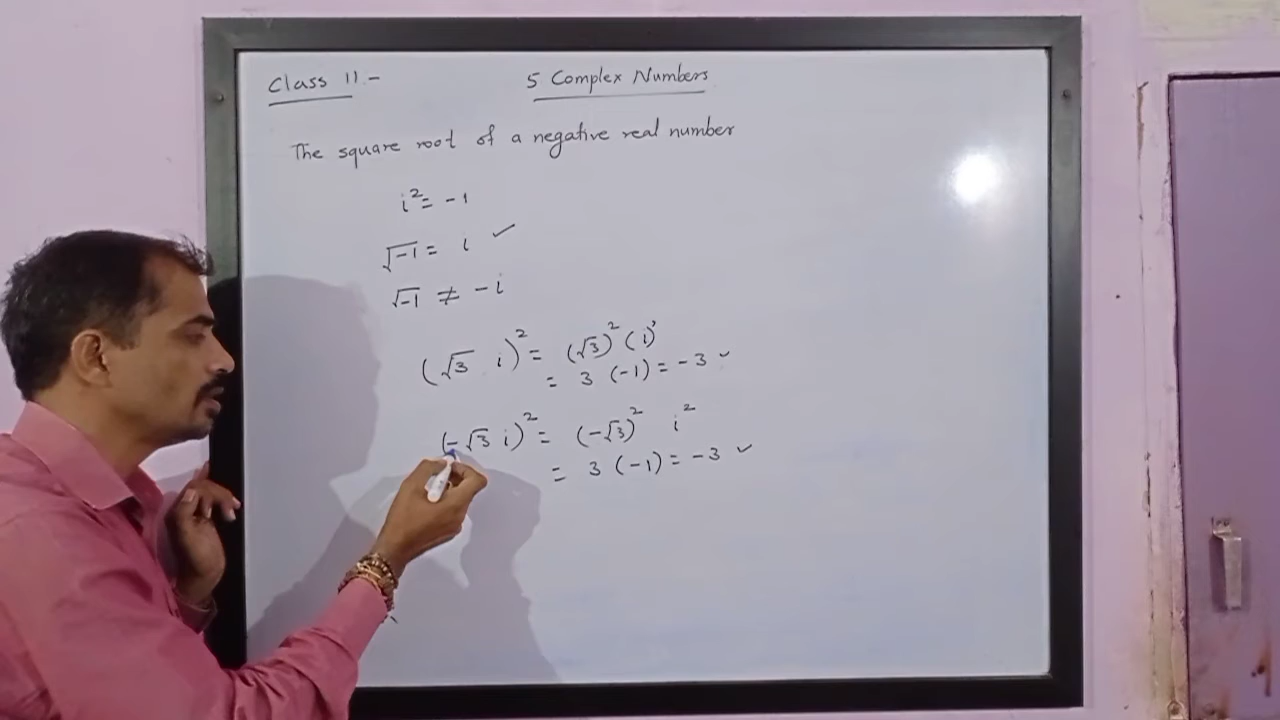 Class 11.-
5 Complex Numbers
The square root of a negative real number
i² = -1
√-1 = i ✓
√-1 ≠ -i
(√3 i)² = (√3)² (i)²
= 3 (-1) = -3 ✓
(-√3 i)² = (-√3)² i²
= 3 (-1) = -3 ✓